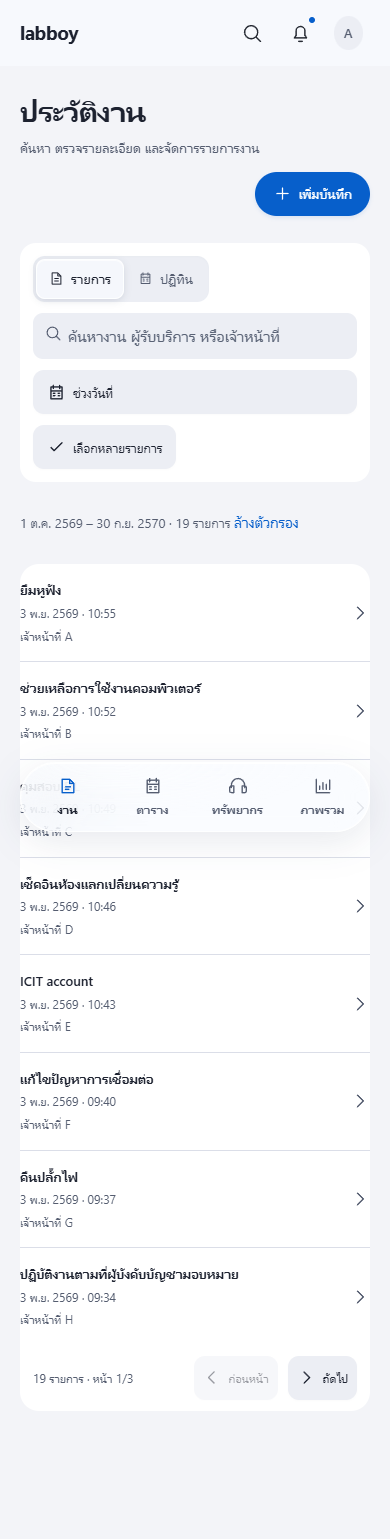 labboy
A
ประวัติงาน
ค้นหา ตรวจรายละเอียด และจัดการรายการงาน
เพิ่มบันทึก
รายการ
ปฏิทิน
ค้นหางาน ผู้รับบริการ หรือเจ้าหน้าที่
ช่วงวันที่
เลือกหลายรายการ
1 ต.ค. 2569 – 30 ก.ย. 2570 · 19 รายการ ล้างตัวกรอง
ยืมหูฟัง
3 พ.ย. 2569 · 10:55
เจ้าหน้าที่ A
ช่วยเหลือการใช้งานคอมพิวเตอร์
3 พ.ย. 2569 · 10:52
เจ้าหน้าที่ B
งาน
ตาราง
ทรัพยากร
ภาพรวม
เจ้าหน้าที่ C
เช็คอินห้องแลกเปลี่ยนความรู้
3 พ.ย. 2569 · 10:46
เจ้าหน้าที่ D
ICIT account
3 พ.ย. 2569 · 10:43
เจ้าหน้าที่ E
แก้ไขปัญหาการเชื่อมต่อ
3 พ.ย. 2569 · 09:40
เจ้าหน้าที่ F
คืนปลั๊กไฟ
3 พ.ย. 2569 · 09:37
เจ้าหน้าที่ G
ปฏิบัติงานตามที่ผู้บังคับบัญชามอบหมาย
3 พ.ย. 2569 · 09:34
เจ้าหน้าที่ H
19 รายการ · หน้า 1/3
ก่อนหน้า
ถัดไป